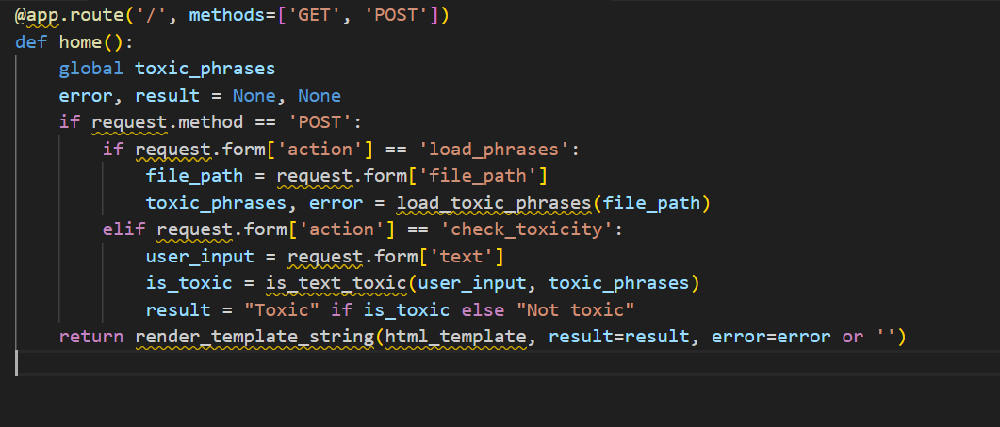 @app.route('/', methods=['GET', 'POST'])
def home():
    global toxic_phrases
    error, result = None, None
    if request.method == 'POST':
        if request.form['action'] == 'load_phrases':
            file_path = request.form['file_path']
            toxic_phrases, error = load_toxic_phrases(file_path)
        elif request.form['action'] == 'check_toxicity':
            user_input = request.form['text']
            is_toxic = is_text_toxic(user_input, toxic_phrases)
            result = "Toxic" if is_toxic else "Not toxic"
    return render_template_string(html_template, result=result, error=error or '')